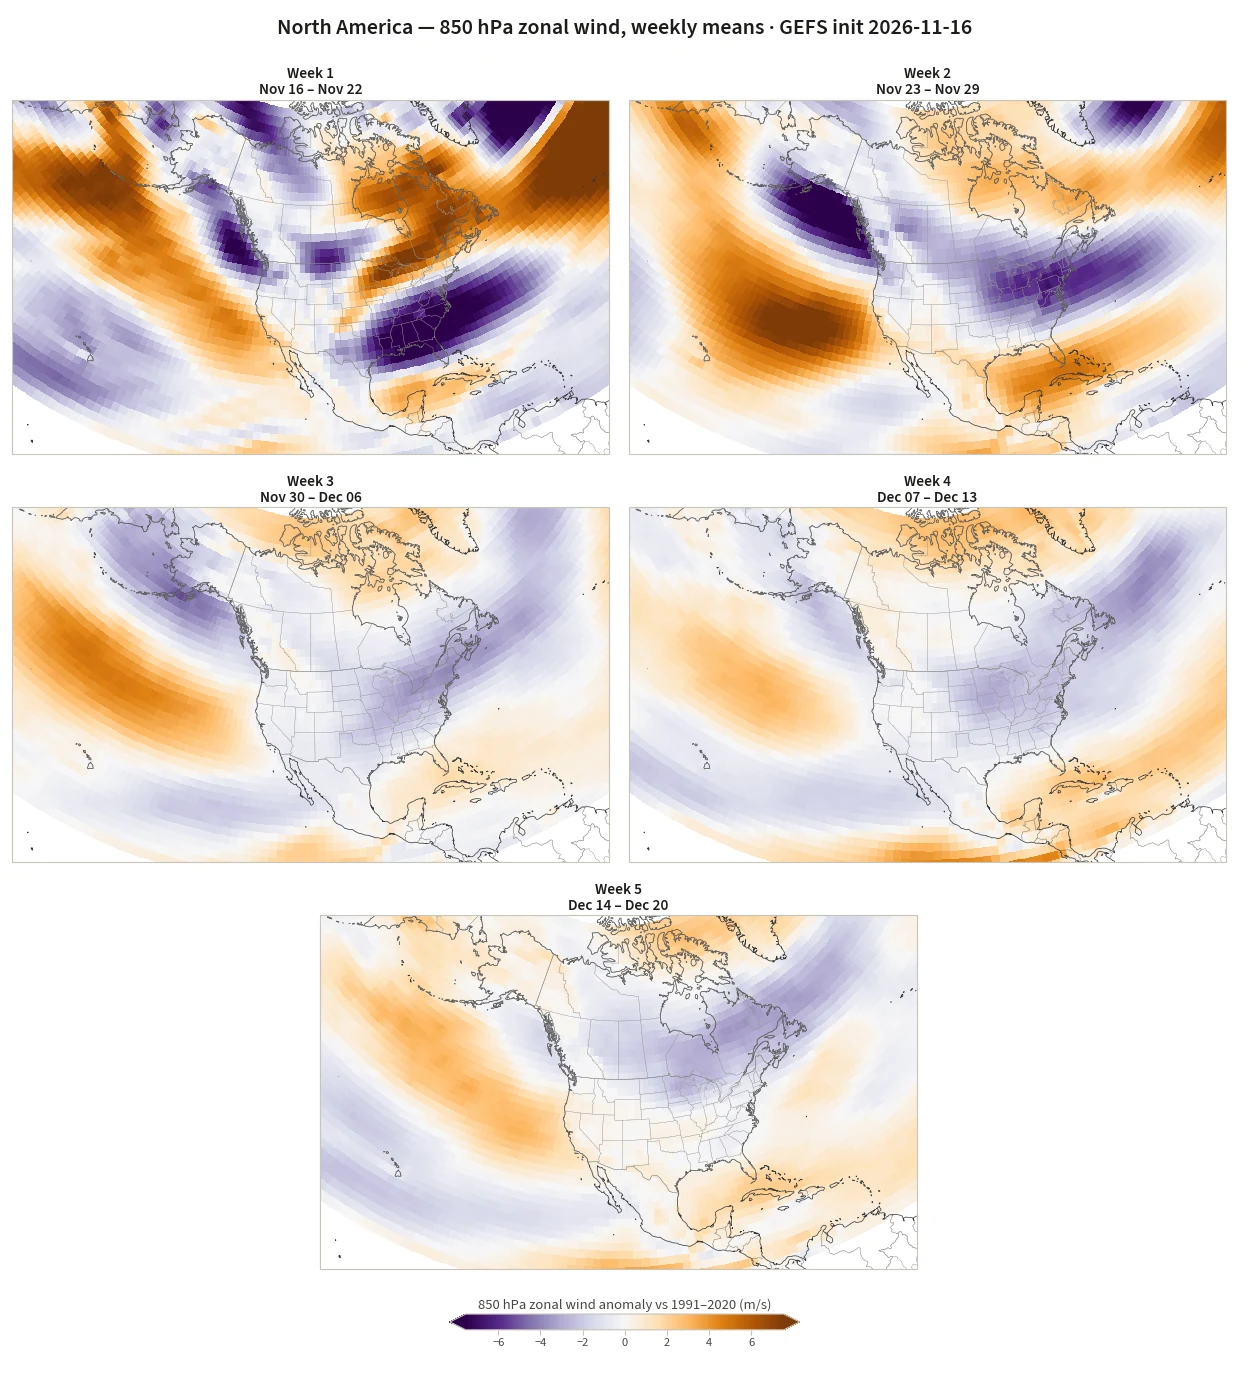 North America — 850 hPa zonal wind, weekly means · GEFS init 2026-11-16
Week 1
Nov 16 – Nov 22
Week 2
Nov 23 – Nov 29
Week 3
Nov 30 – Dec 06
Week 4
Dec 07 – Dec 13
Week 5
Dec 14 – Dec 20
850 hPa zonal wind anomaly vs 1991–2020 (m/s)
−6 −4 −2 0 2 4 6